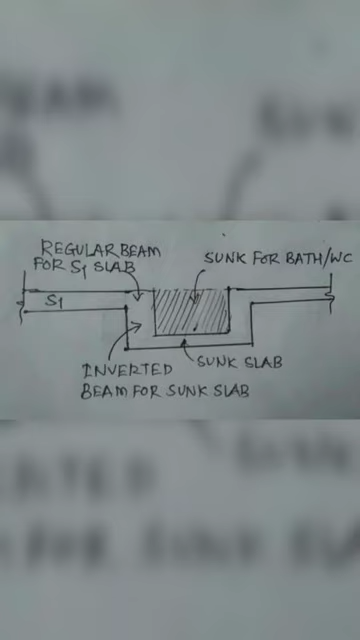 REGULAR BEAM
FOR S1 SLAB
SUNK FOR BATH/WC
S1
INVERTED
BEAM FOR SUNK SLAB
SUNK SLAB